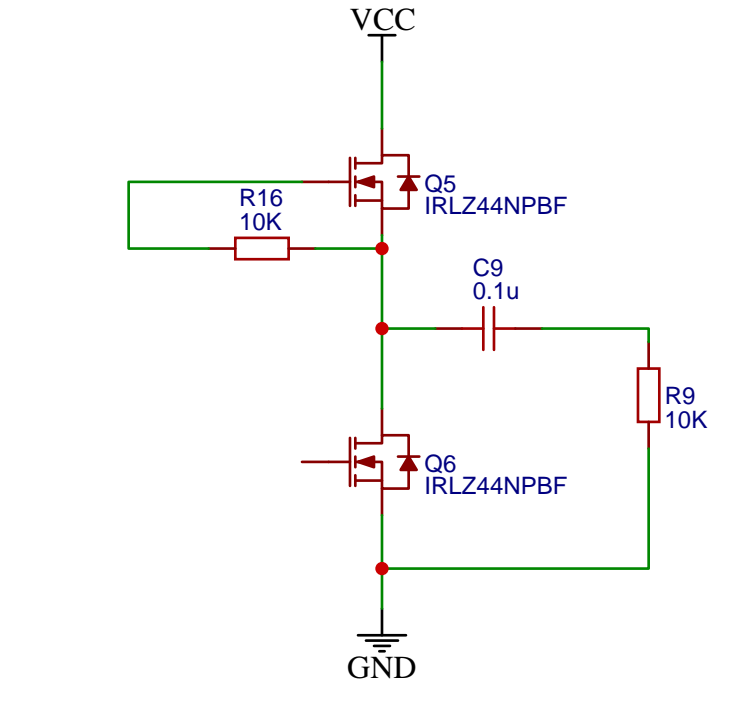 VCC
Q5
IRLZ44NPBF
R16
10K
C9
0.1u
R9
10K
Q6
IRLZ44NPBF
GND